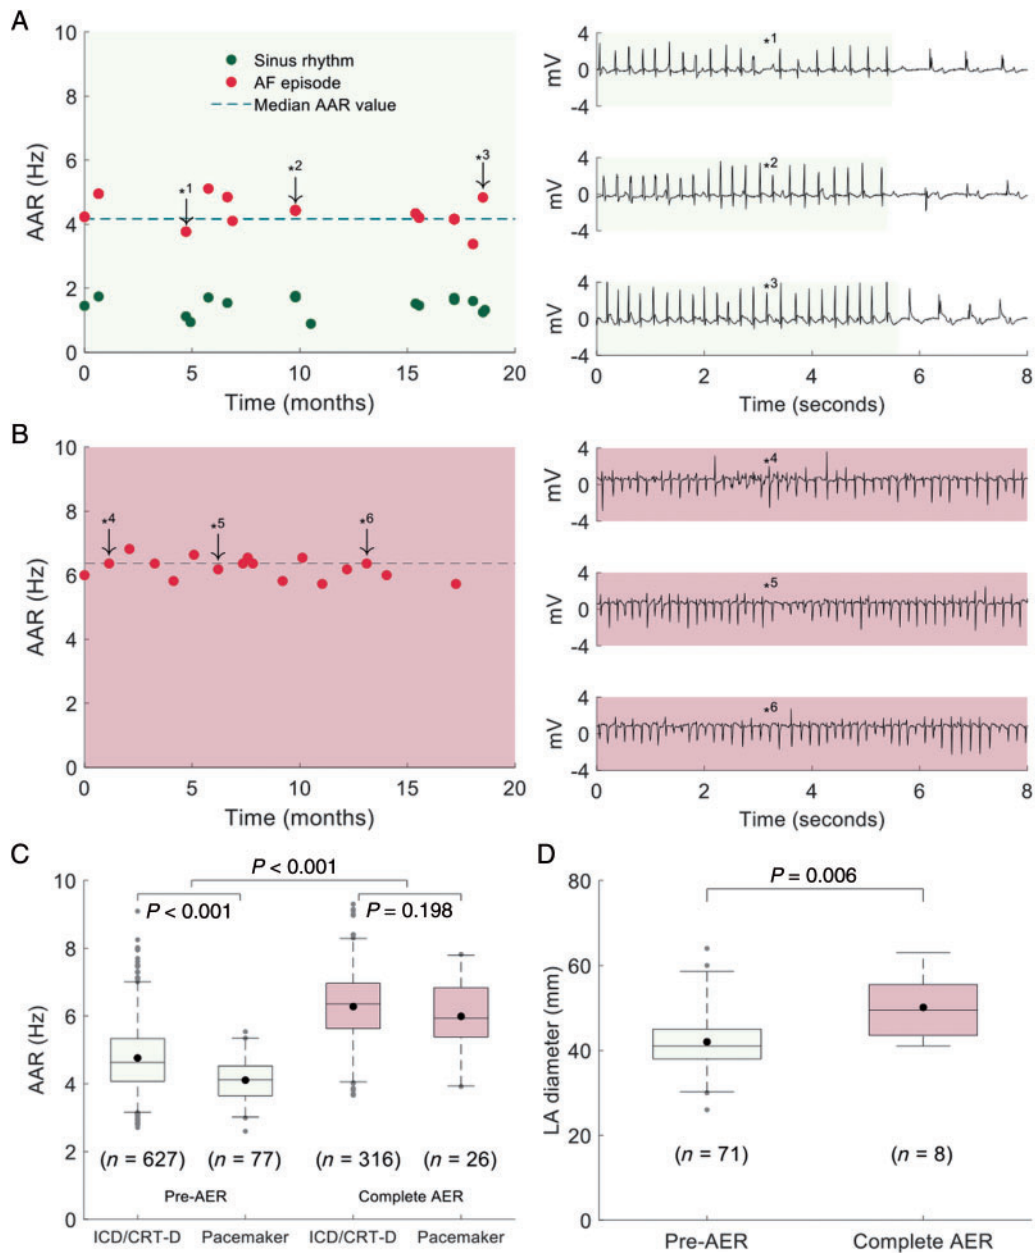 A
10
8
6
4
2
0
AAR (Hz)
Sinus rhythm
AF episode
Median AAR value
*1
*2
*3
0 5 10 15 20
Time (months)
4
0
-4
mV
*1
4
0
-4
mV
*2
4
0
-4
mV
*3
0 2 4 6 8
Time (seconds)
B
10
8
6
4
2
0
AAR (Hz)
*4
*5
*6
0 5 10 15 20
Time (months)
4
0
-4
mV
*4
4
0
-4
mV
*5
4
0
-4
mV
*6
0 2 4 6 8
Time (seconds)
C
P < 0.001
P < 0.001
P = 0.198
10
8
6
4
2
0
AAR (Hz)
(n = 627) (n = 77) (n = 316) (n = 26)
Pre-AER Complete AER
ICD/CRT-D Pacemaker ICD/CRT-D Pacemaker
D
P = 0.006
80
60
40
20
0
LA diameter (mm)
(n = 71) (n = 8)
Pre-AER Complete AER